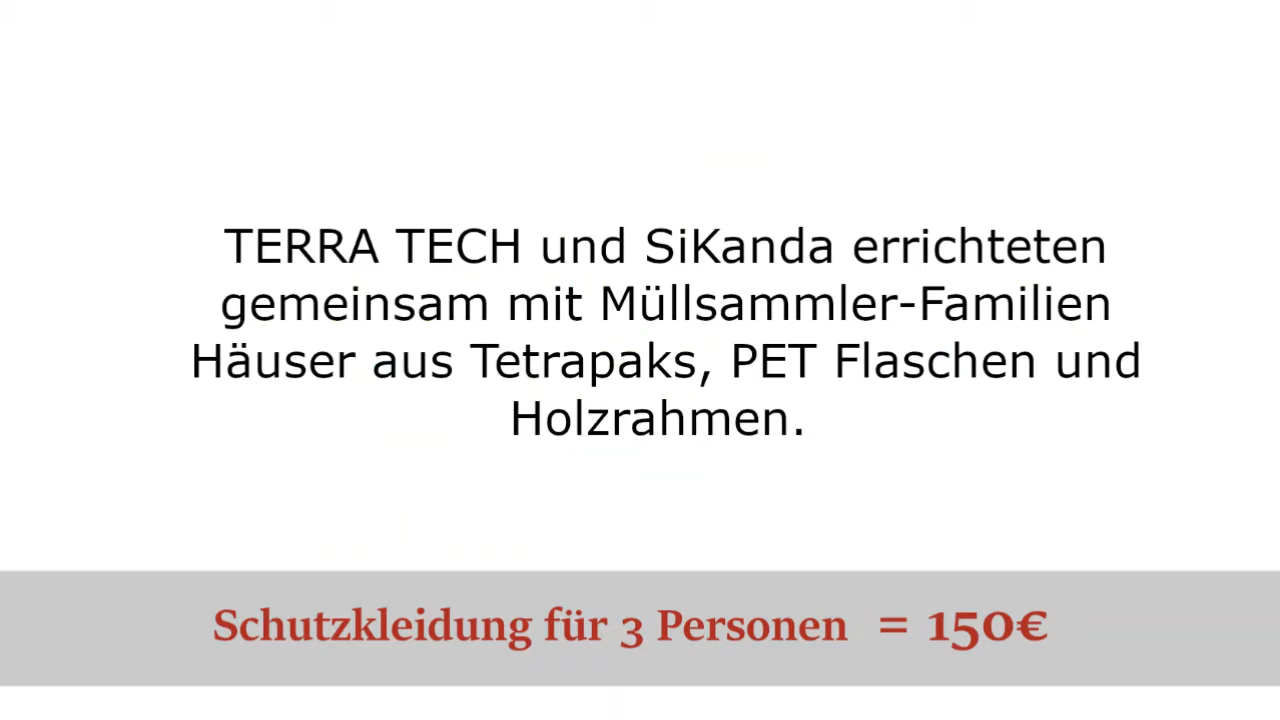 TERRA TECH und SiKanda errichteten
gemeinsam mit Müllsammler-Familien
Häuser aus Tetrapaks, PET Flaschen und
Holzrahmen.
Schutzkleidung für 3 Personen = 150€